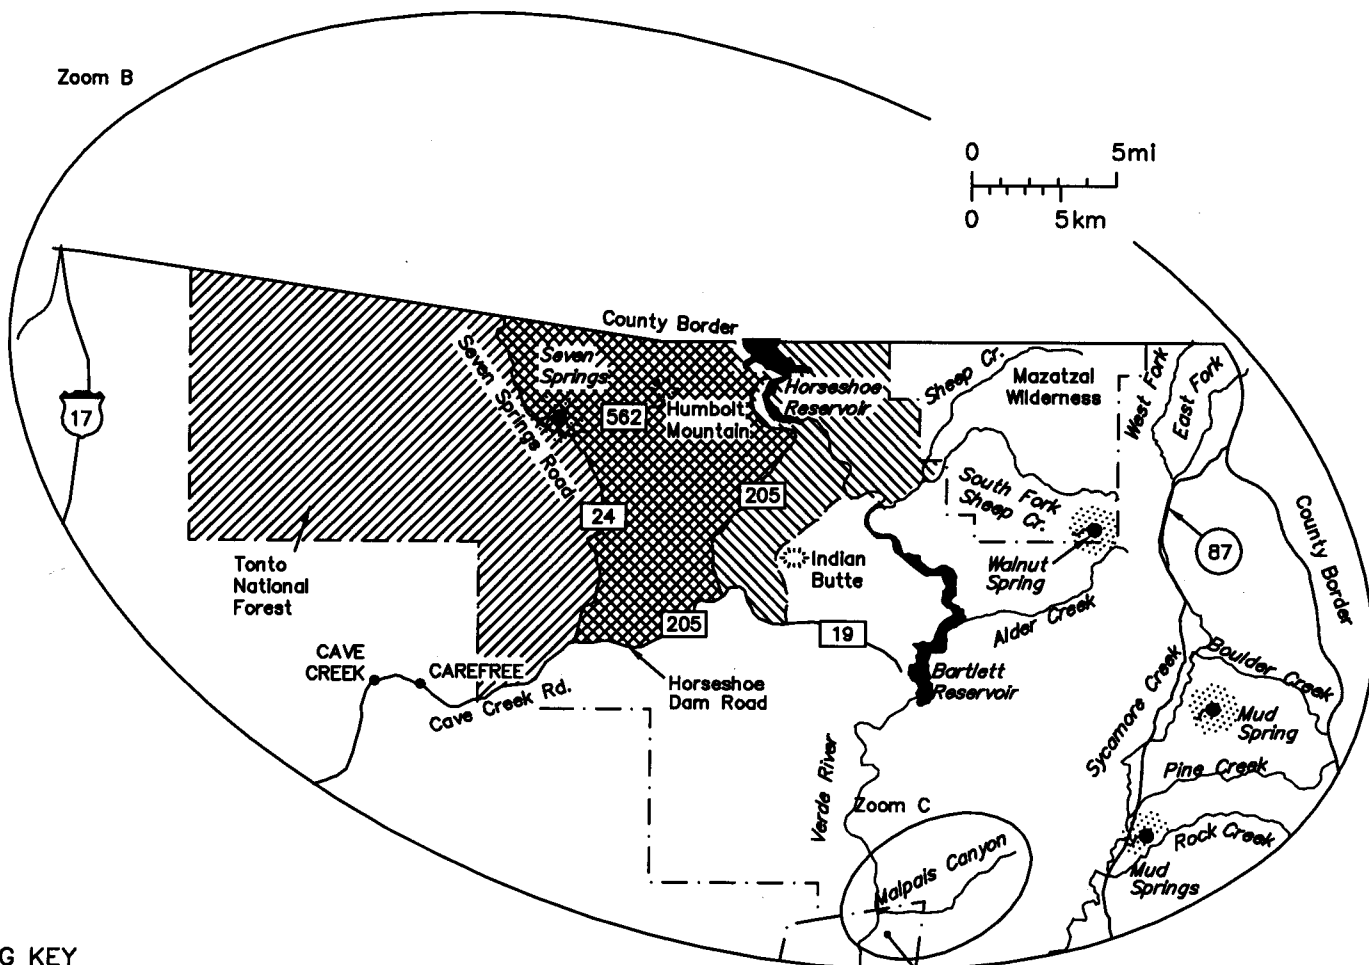 Zoom B
0 5mi
0 5km
County Border
Seven
Springs
Seven Springs Road
562
Humbolt
Mountain
Horseshoe
Reservoir
Sheep Cr.
Mazatzal
Wilderness
West Fork
East Fork
17
205
24
South Fork
Sheep Cr.
Walnut
Spring
87
County Border
Tonto
National
Forest
Indian
Butte
205
19
Alder Creek
CAVE
CREEK
CAREFREE
Cave Creek Rd.
Horseshoe
Dam Road
Bartlett
Reservoir
Sycamore Creek
Boulder Creek
Mud
Spring
Pine Creek
Verde River
Zoom C
Malpais Canyon
Rock Creek
Mud
Springs
G KEY